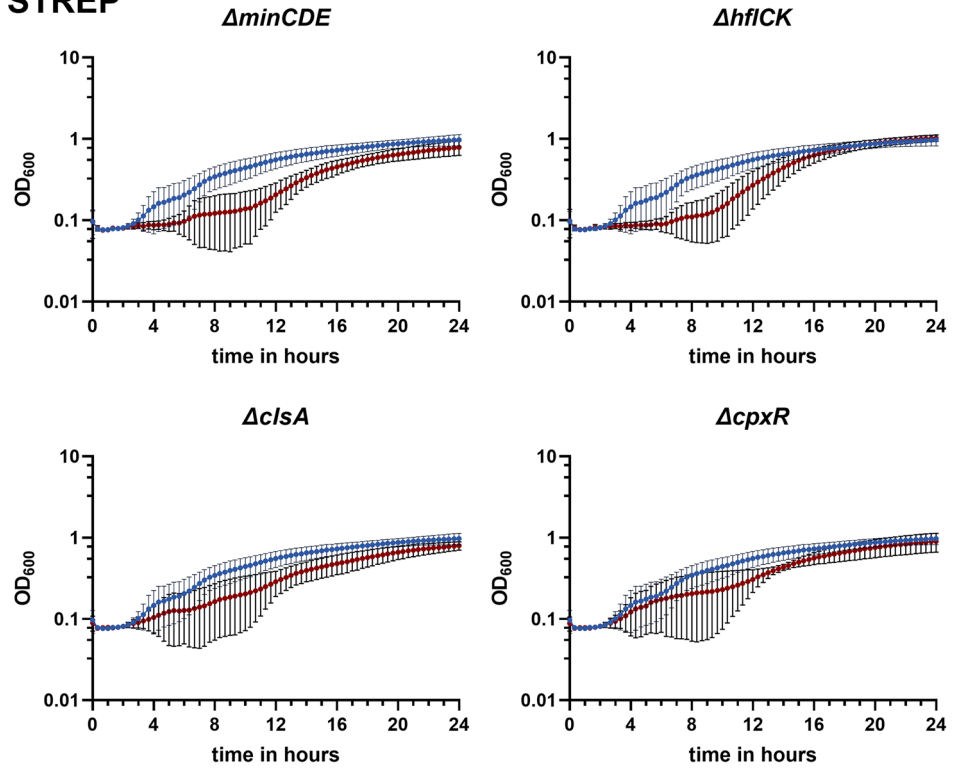 STREP
ΔminCDE
ΔhflCK
10
1
0.1
0.01
OD600
0 4 8 12 16 20 24
time in hours
10
1
0.1
0.01
OD600
0 4 8 12 16 20 24
time in hours
ΔclsA
ΔcpxR
10
1
0.1
0.01
OD600
0 4 8 12 16 20 24
time in hours
10
1
0.1
0.01
OD600
0 4 8 12 16 20 24
time in hours